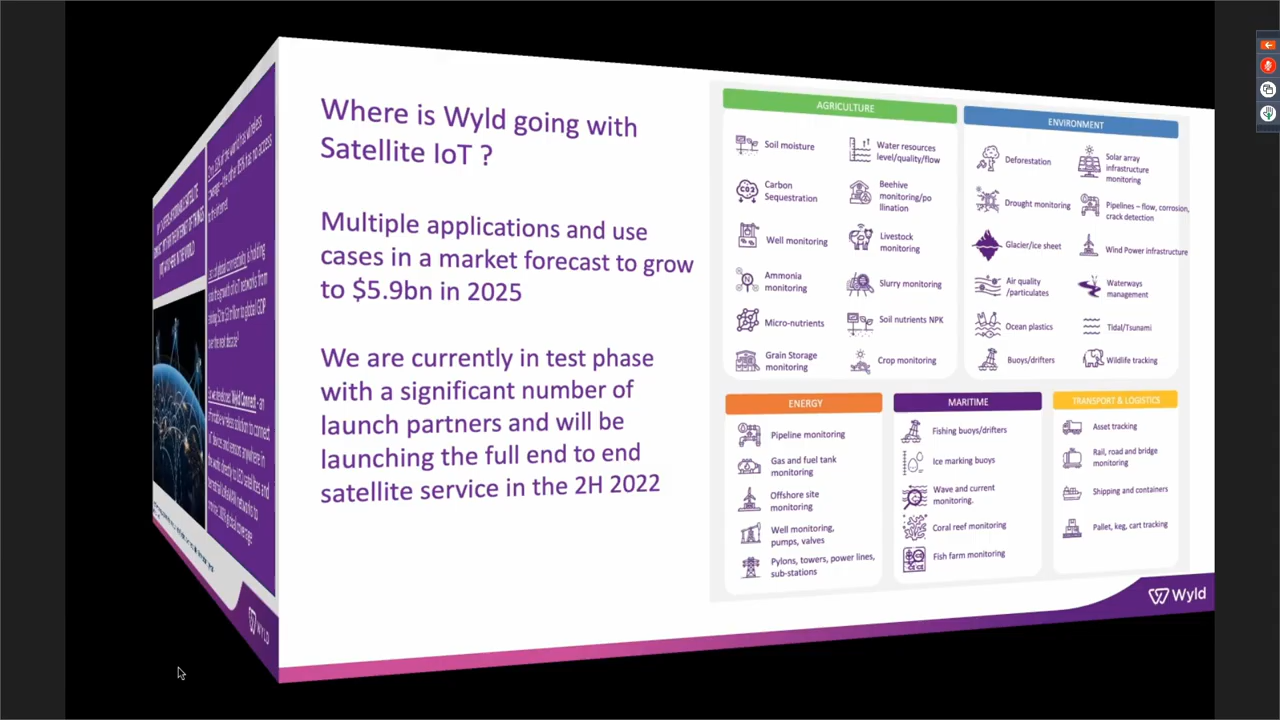 Where is Wyld going with
Satellite IoT ?
Multiple applications and use
cases in a market forecast to grow
to $5.9bn in 2025
We are currently in test phase
with a significant number of
launch partners and will be
launching the full end to end
satellite service in the 2H 2022
AGRICULTURE
Soil moisture
Water resources
level/quality/flow
Carbon
Sequestration
Beehive
monitoring/po
llination
Well monitoring
Livestock
monitoring
Ammonia
monitoring
Slurry monitoring
Micro-nutrients
Soil nutrients NPK
Grain Storage
monitoring
Crop monitoring
ENVIRONMENT
Deforestation
Solar array
infrastructure
monitoring
Drought monitoring
Pipelines – flow, corrosion,
crack detection
Glacier/ice sheet
Wind Power infrastructure
Air quality
/particulates
Waterways
management
Ocean plastics
Tidal/Tsunami
Buoys/drifters
Wildlife tracking
ENERGY
Pipeline monitoring
Gas and fuel tank
monitoring
Offshore site
monitoring
Well monitoring,
pumps, valves
Pylons, towers, power lines,
sub-stations
MARITIME
Fishing buoys/drifters
Ice marking buoys
Wave and current
monitoring.
Coral reef monitoring
Fish farm monitoring
TRANSPORT & LOGISTICS
Asset tracking
Rail, road and bridge
monitoring
Shipping and containers
Pallet, keg, cart tracking
Wyld